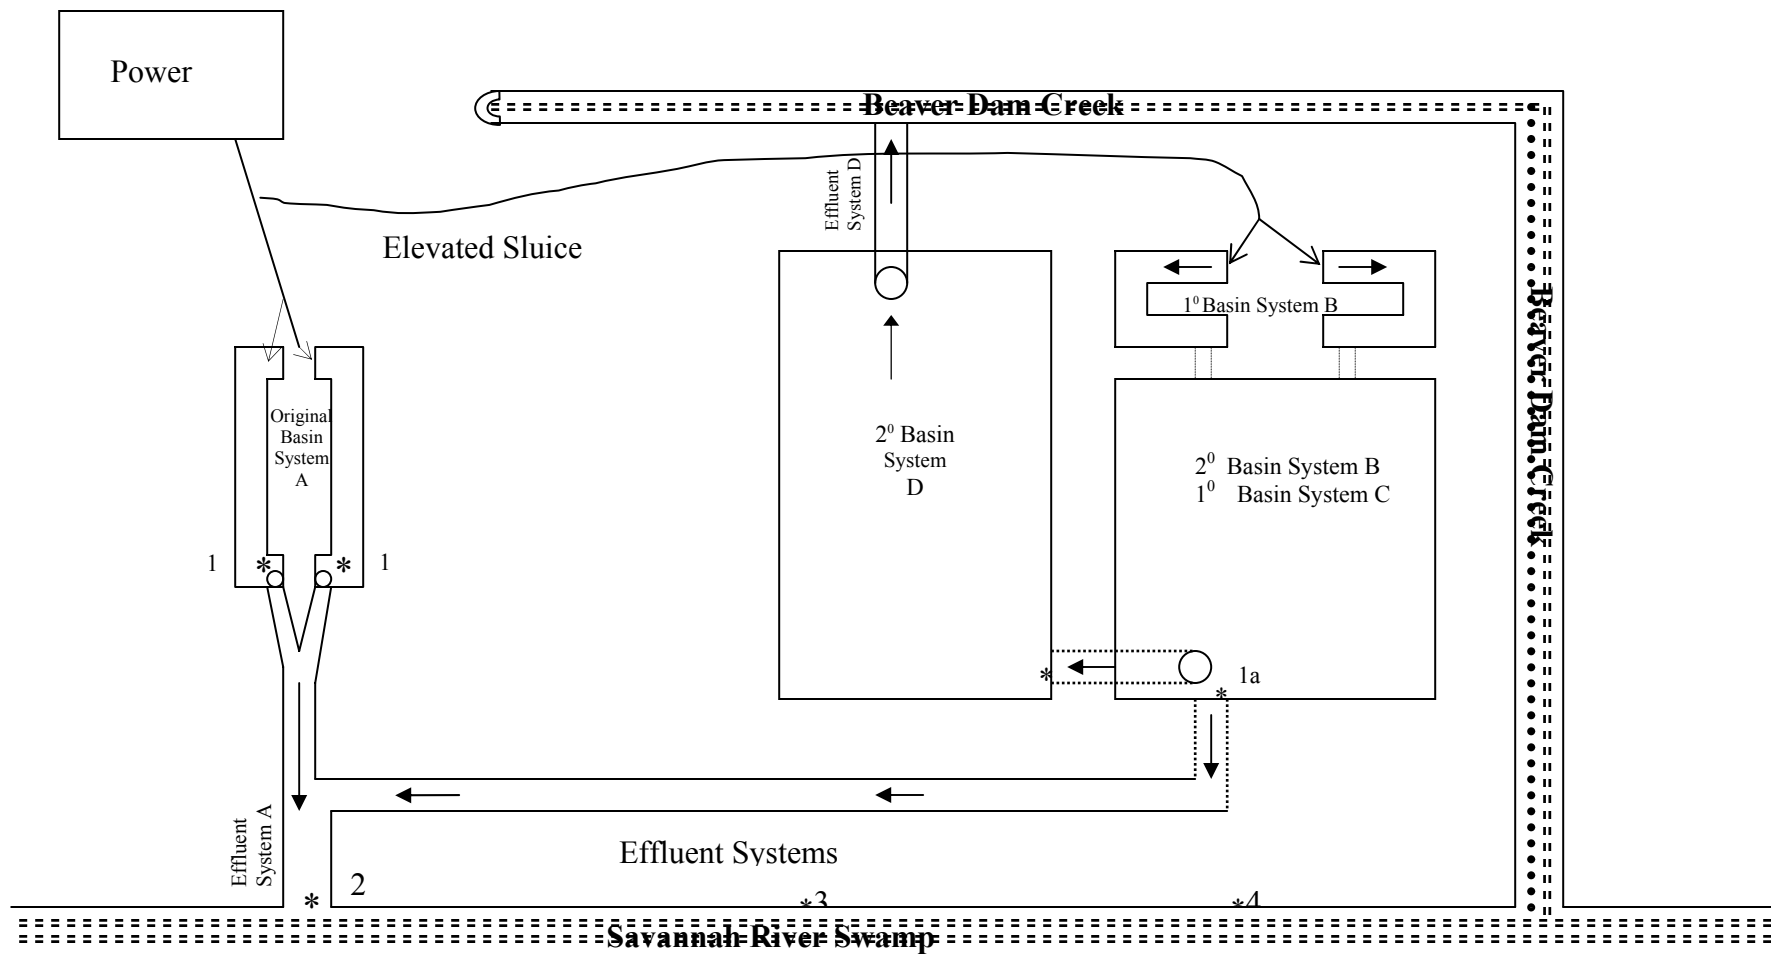 Power
Beaver Dam Creek
Effluent
System D
Elevated Sluice
1⁰ Basin System B
Beaver Dam Creek
Original
Basin
System
A
2⁰ Basin
System
D
2⁰ Basin System B
1⁰ Basin System C
1 * * 1
* 1a
*
Effluent
System A
Effluent Systems
* 2
*3
*4
Savannah River Swamp